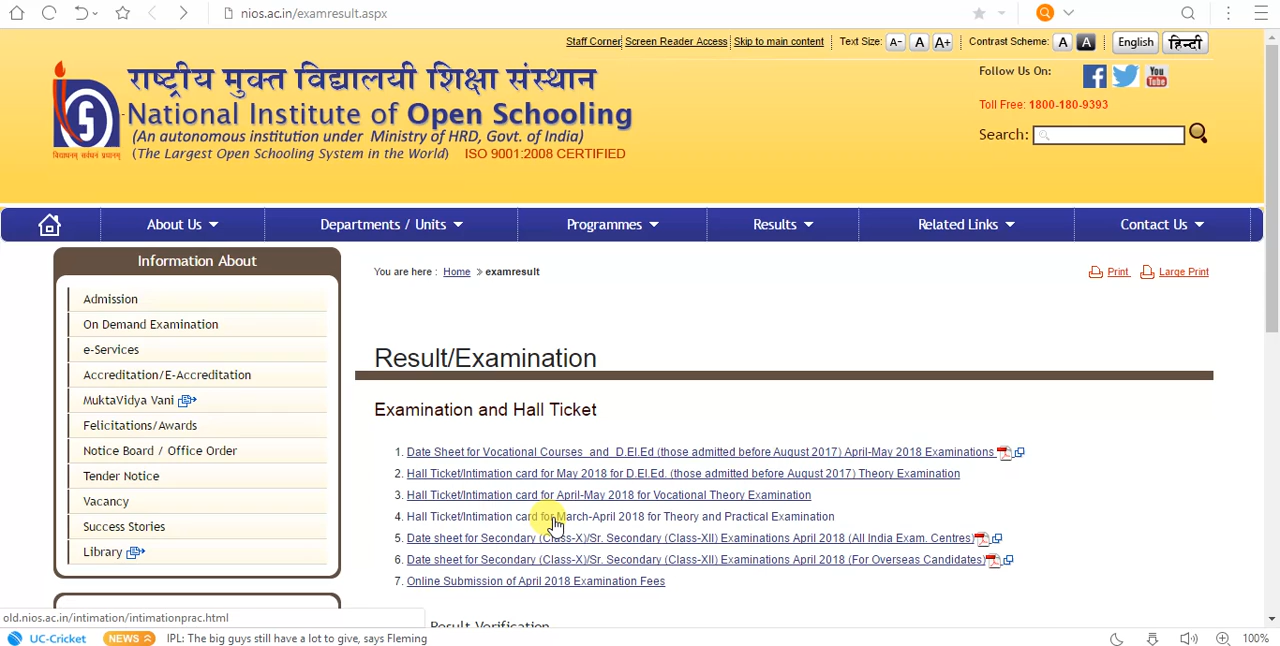 nios.ac.in/examresult.aspx
Staff Corner Screen Reader Access Skip to main content Text Size: A- A A+ Contrast Scheme: A A English हिन्दी
राष्ट्रीय मुक्त विद्यालयी शिक्षा संस्थान
National Institute of Open Schooling
(An autonomous institution under Ministry of HRD, Govt. of India)
(The Largest Open Schooling System in the World) ISO 9001:2008 CERTIFIED
Follow Us On: You Tube
Toll Free: 1800-180-9393
Search:
About Us Departments / Units Programmes Results Related Links Contact Us
Information About
Admission
On Demand Examination
e-Services
Accreditation/E-Accreditation
MuktaVidya Vani
Felicitations/Awards
Notice Board / Office Order
Tender Notice
Vacancy
Success Stories
Library
You are here : Home > examresult
Print Large Print
Result/Examination
Examination and Hall Ticket
1. Date Sheet for Vocational Courses and D.El.Ed (those admitted before August 2017) April-May 2018 Examinations
2. Hall Ticket/Intimation card for May 2018 for D.El.Ed. (those admitted before August 2017) Theory Examination
3. Hall Ticket/Intimation card for April-May 2018 for Vocational Theory Examination
4. Hall Ticket/Intimation card for March-April 2018 for Theory and Practical Examination
5. Date sheet for Secondary (Class-X)/Sr. Secondary (Class-XII) Examinations April 2018 (All India Exam. Centres)
6. Date sheet for Secondary (Class-X)/Sr. Secondary (Class-XII) Examinations April 2018 (For Overseas Candidates)
7. Online Submission of April 2018 Examination Fees
Result Verification
old.nios.ac.in/intimation/intimationprac.html
UC-Cricket NEWS IPL: The big guys still have a lot to give, says Fleming
100%